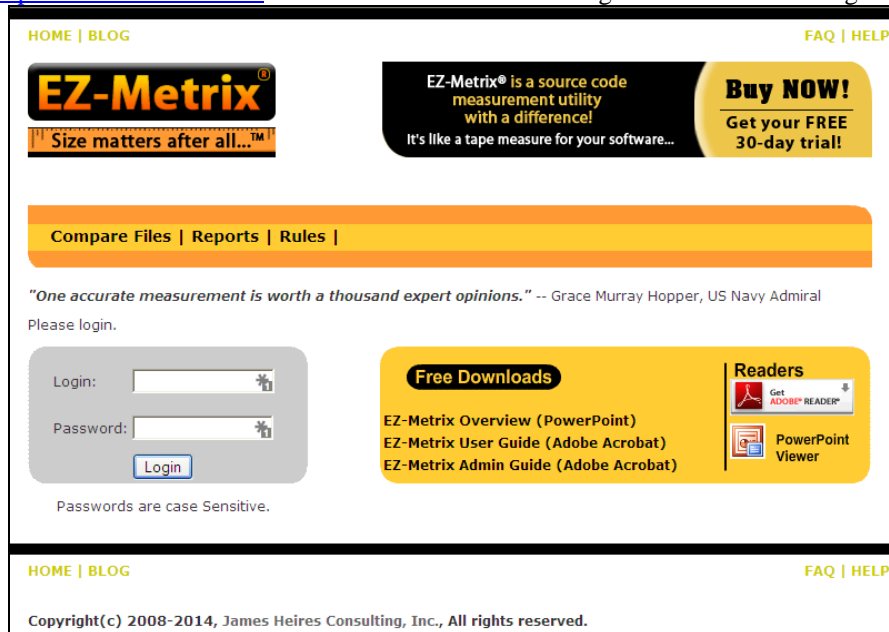 HOME | BLOG
FAQ | HELP
EZ-Metrix®
Size matters after all...™
EZ-Metrix® is a source code
measurement utility
with a difference!
It's like a tape measure for your software...
Buy NOW!
Get your FREE
30-day trial!
Compare Files | Reports | Rules |
"One accurate measurement is worth a thousand expert opinions." -- Grace Murray Hopper, US Navy Admiral
Please login.
Login:
Password:
Login
Passwords are case Sensitive.
Free Downloads
EZ-Metrix Overview (PowerPoint)
EZ-Metrix User Guide (Adobe Acrobat)
EZ-Metrix Admin Guide (Adobe Acrobat)
Readers
Get
ADOBE® READER®
PowerPoint
Viewer
HOME | BLOG
FAQ | HELP
Copyright(c) 2008-2014, James Heires Consulting, Inc., All rights reserved.